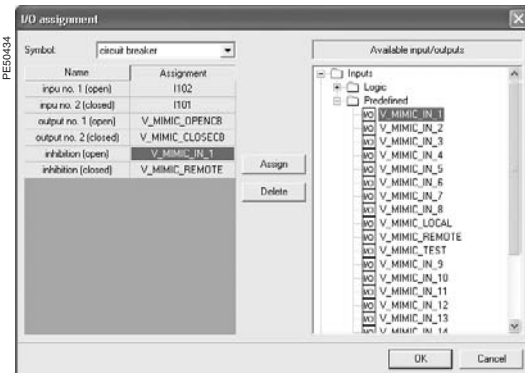 PE50434
I/O assignment
Symbol: circuit breaker
Available input/outputs
Name Assignment
inpu no. 1 (open) I102
inpu no. 2 (closed) I101
output no. 1 (open) V_MIMIC_OPENCB
output no. 2 (closed) V_MIMIC_CLOSECB
inhibition (open) V_MIMIC_IN_1
inhibition (closed) V_MIMIC_REMOTE
Assign
Delete
Inputs
Logic
Predefined
I/O V_MIMIC_IN_1
I/O V_MIMIC_IN_2
I/O V_MIMIC_IN_3
I/O V_MIMIC_IN_4
I/O V_MIMIC_IN_5
I/O V_MIMIC_IN_6
I/O V_MIMIC_IN_7
I/O V_MIMIC_IN_8
I/O V_MIMIC_LOCAL
I/O V_MIMIC_REMOTE
I/O V_MIMIC_TEST
I/O V_MIMIC_IN_9
I/O V_MIMIC_IN_10
I/O V_MIMIC_IN_11
I/O V_MIMIC_IN_12
I/O V_MIMIC_IN_13
I/O V_MIMIC_IN_14
OK Cancel